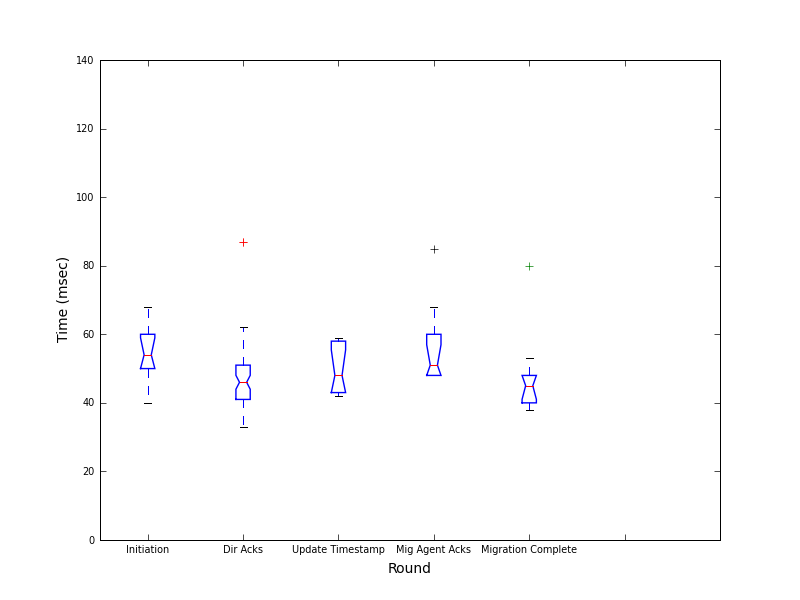 140
120
100
80
60
40
20
0
Time (msec)
Initiation Dir Acks Update Timestamp Mig Agent Acks Migration Complete
Round